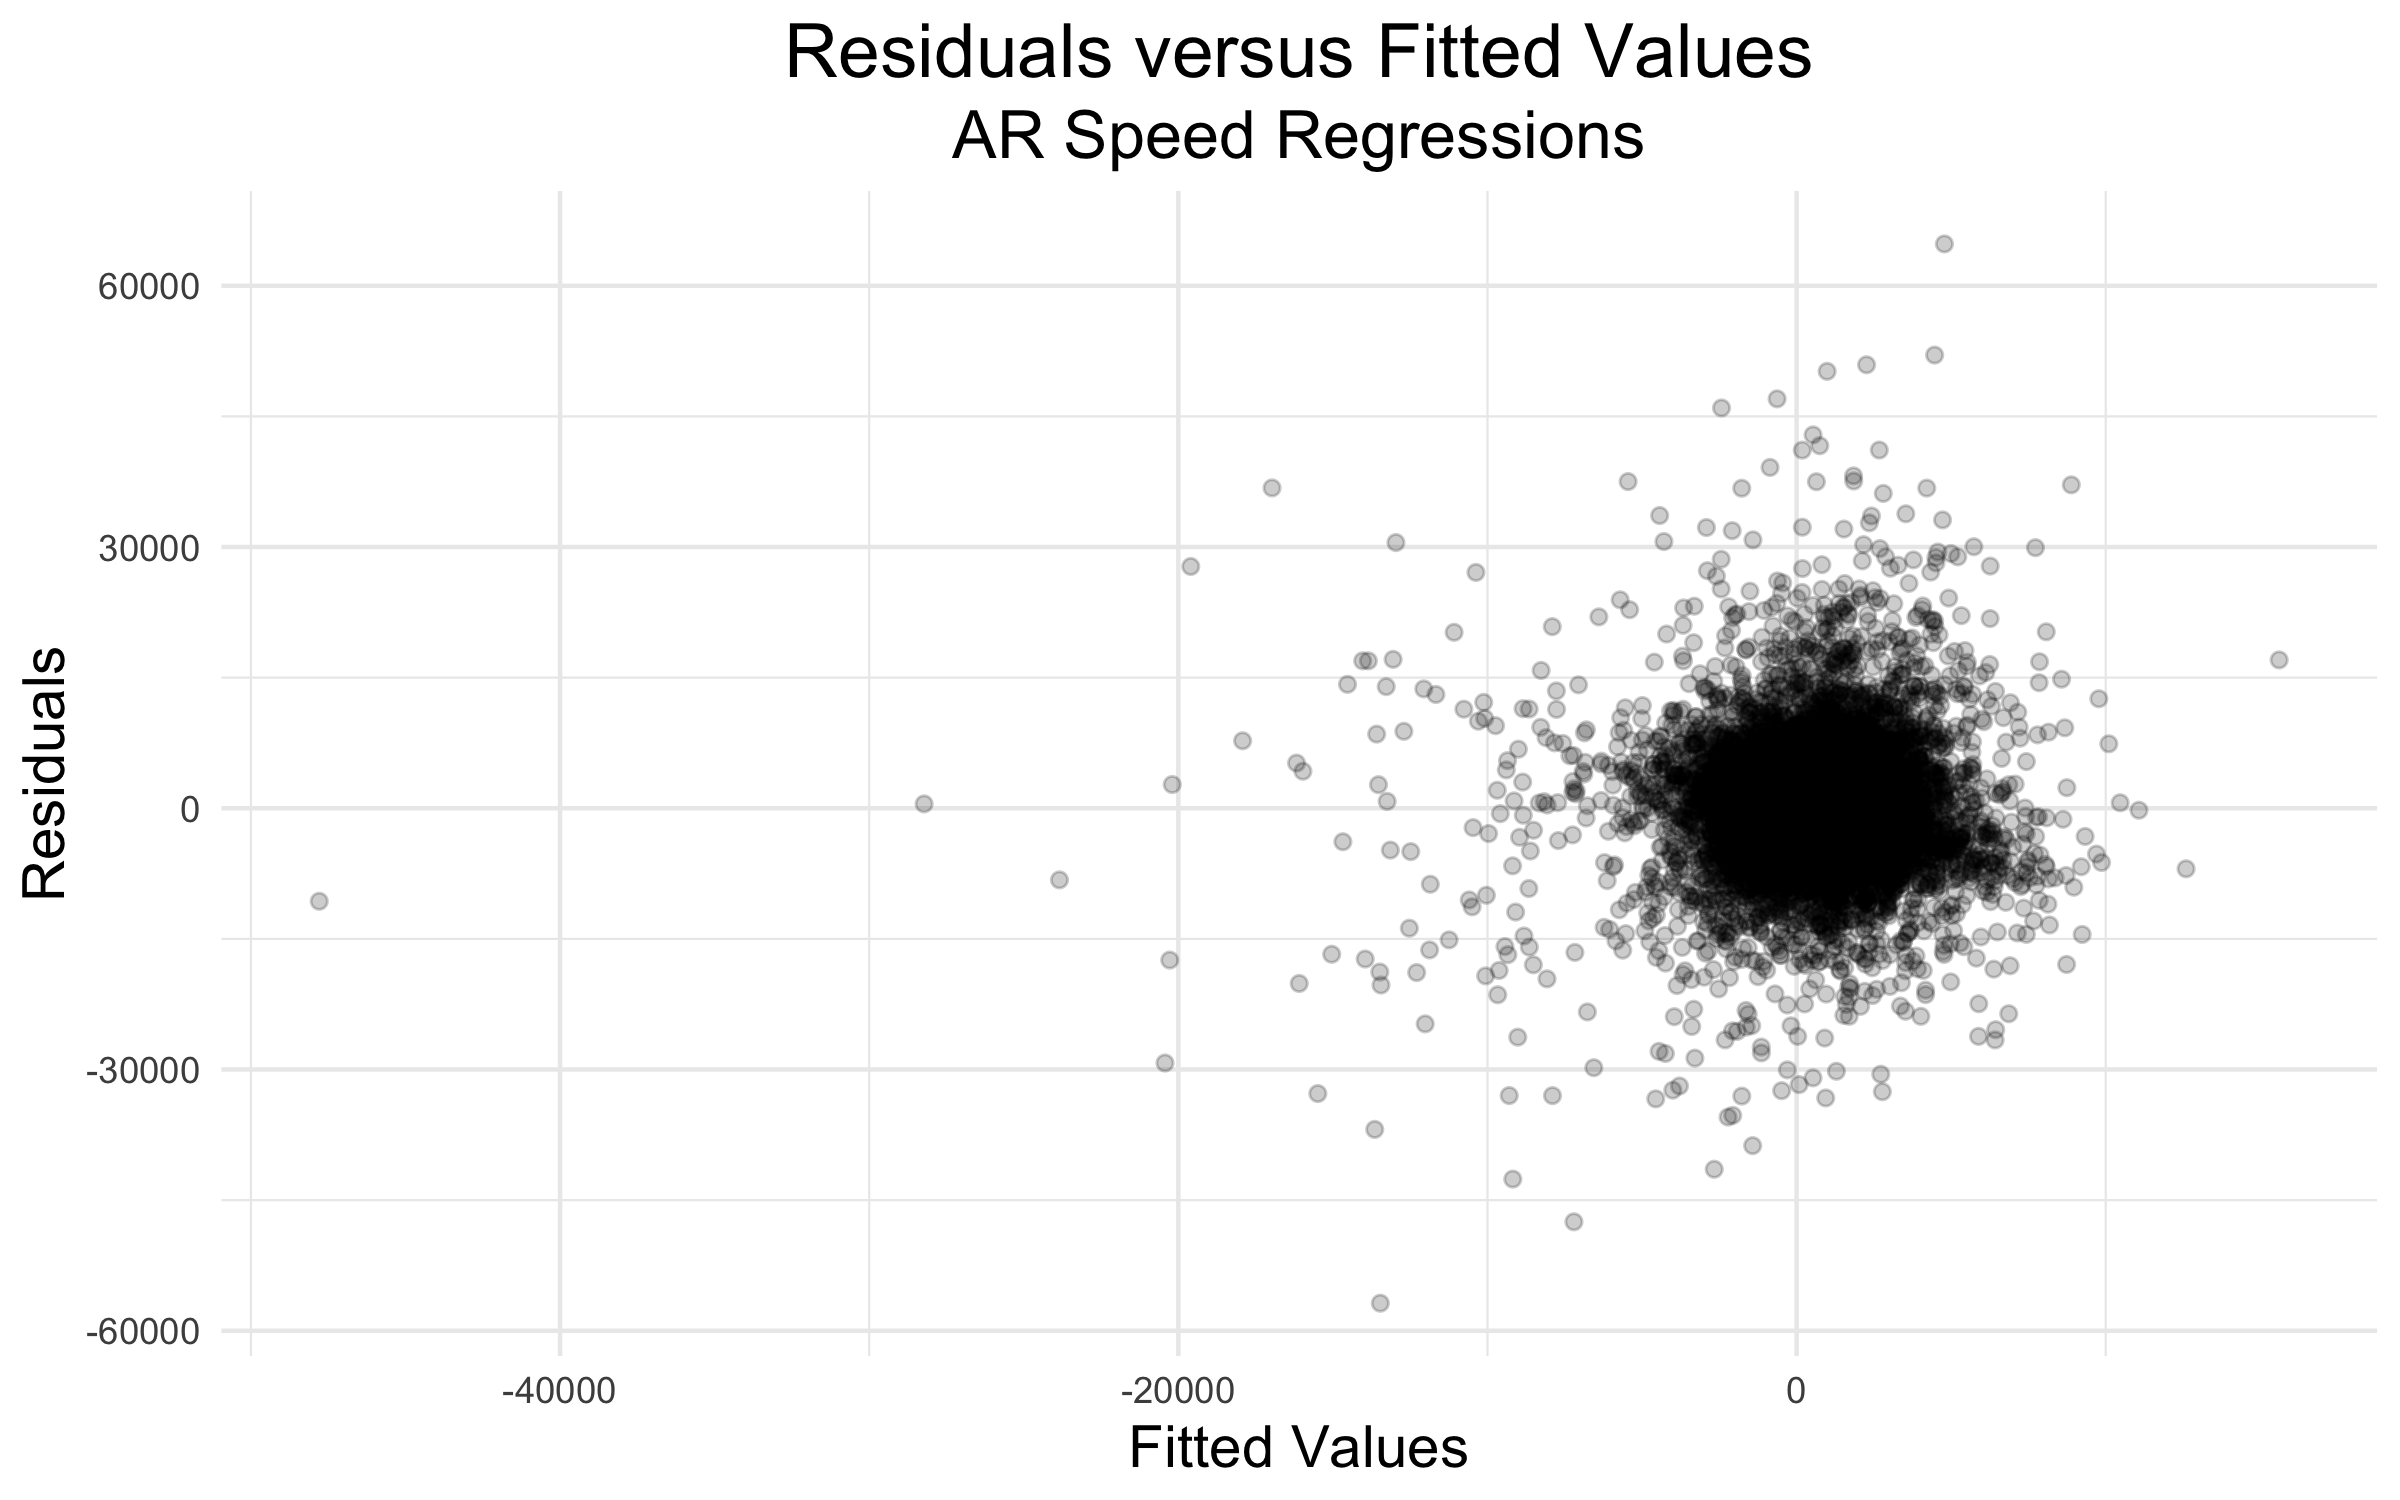 Residuals versus Fitted Values
AR Speed Regressions
60000
30000
0
-30000
-60000
Residuals
-40000
-20000
0
Fitted Values